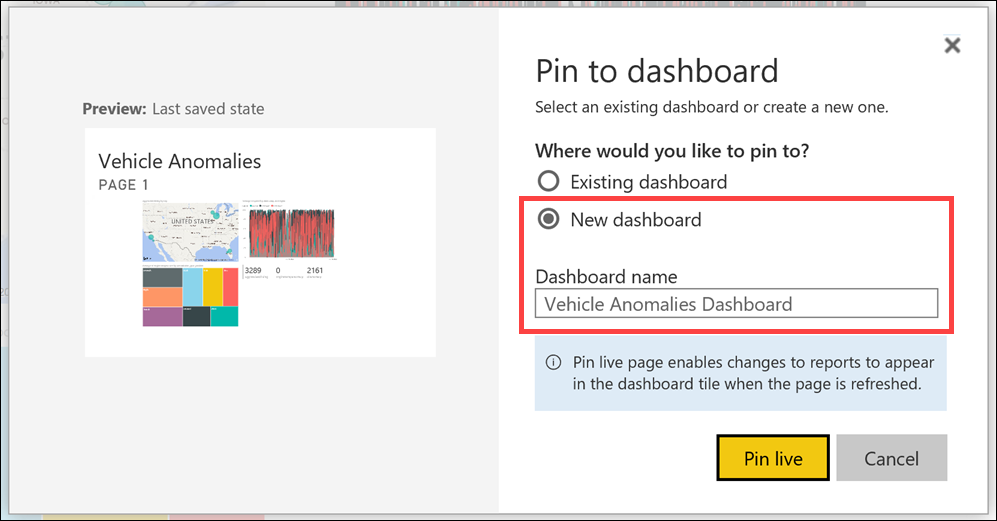 IOWA
Pin to dashboard
Select an existing dashboard or create a new one.
Preview: Last saved state
Where would you like to pin to?
Vehicle Anomalies
PAGE 1
Existing dashboard
New dashboard
UNITED STATES
3289 0 2161
Dashboard name
Vehicle Anomalies Dashboard
Pin live page enables changes to reports to appear
in the dashboard tile when the page is refreshed.
Pin live Cancel